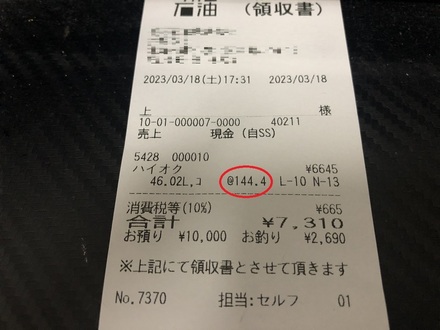 石油 (領収書)
2023/03/18(土)17:31 2023/03/18
上 様
10-01-000007-0000 40211
売上 現金(自SS)
5428 000010
ハイオク ¥6645
46.02L,ｺ @144.4 L-10 N-13
消費税等(10%) ¥665
合計 ¥7,310
お預り ¥10,000 お釣り ¥2,690
※上記にて領収書とさせて頂きます
No.7370 担当:セルフ 01